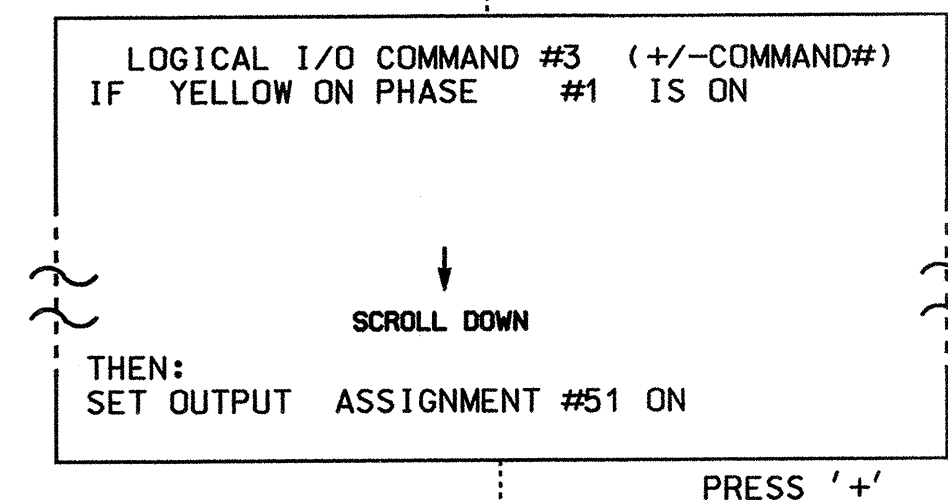 LOGICAL I/O COMMAND #3 (+/-COMMAND#)
IF YELLOW ON PHASE #1 IS ON
SCROLL DOWN
THEN:
SET OUTPUT ASSIGNMENT #51 ON
PRESS '+'